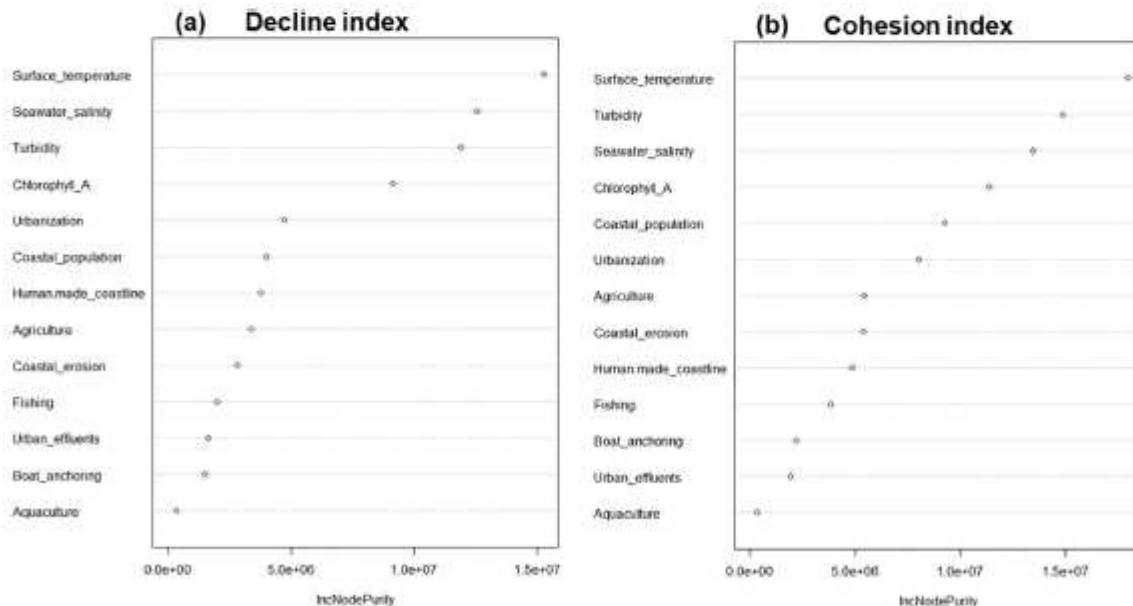 (a) Decline index
Surface_temperature
Seawater_salinity
Turbidity
Chlorophyll_A
Urbanization
Coastal_population
Human.made_coastline
Agriculture
Coastal_erosion
Fishing
Urban_effluents
Boat_anchoring
Aquaculture
0.0e+00 5.0e+06 1.0e+07 1.5e+07
IncNodePurity
(b) Cohesion index
Surface_temperature
Turbidity
Seawater_salinity
Chlorophyll_A
Coastal_population
Urbanization
Agriculture
Coastal_erosion
Human.made_coastline
Fishing
Boat_anchoring
Urban_effluents
Aquaculture
0.0e+00 5.0e+06 1.0e+07 1.5e+07
IncNodePurity